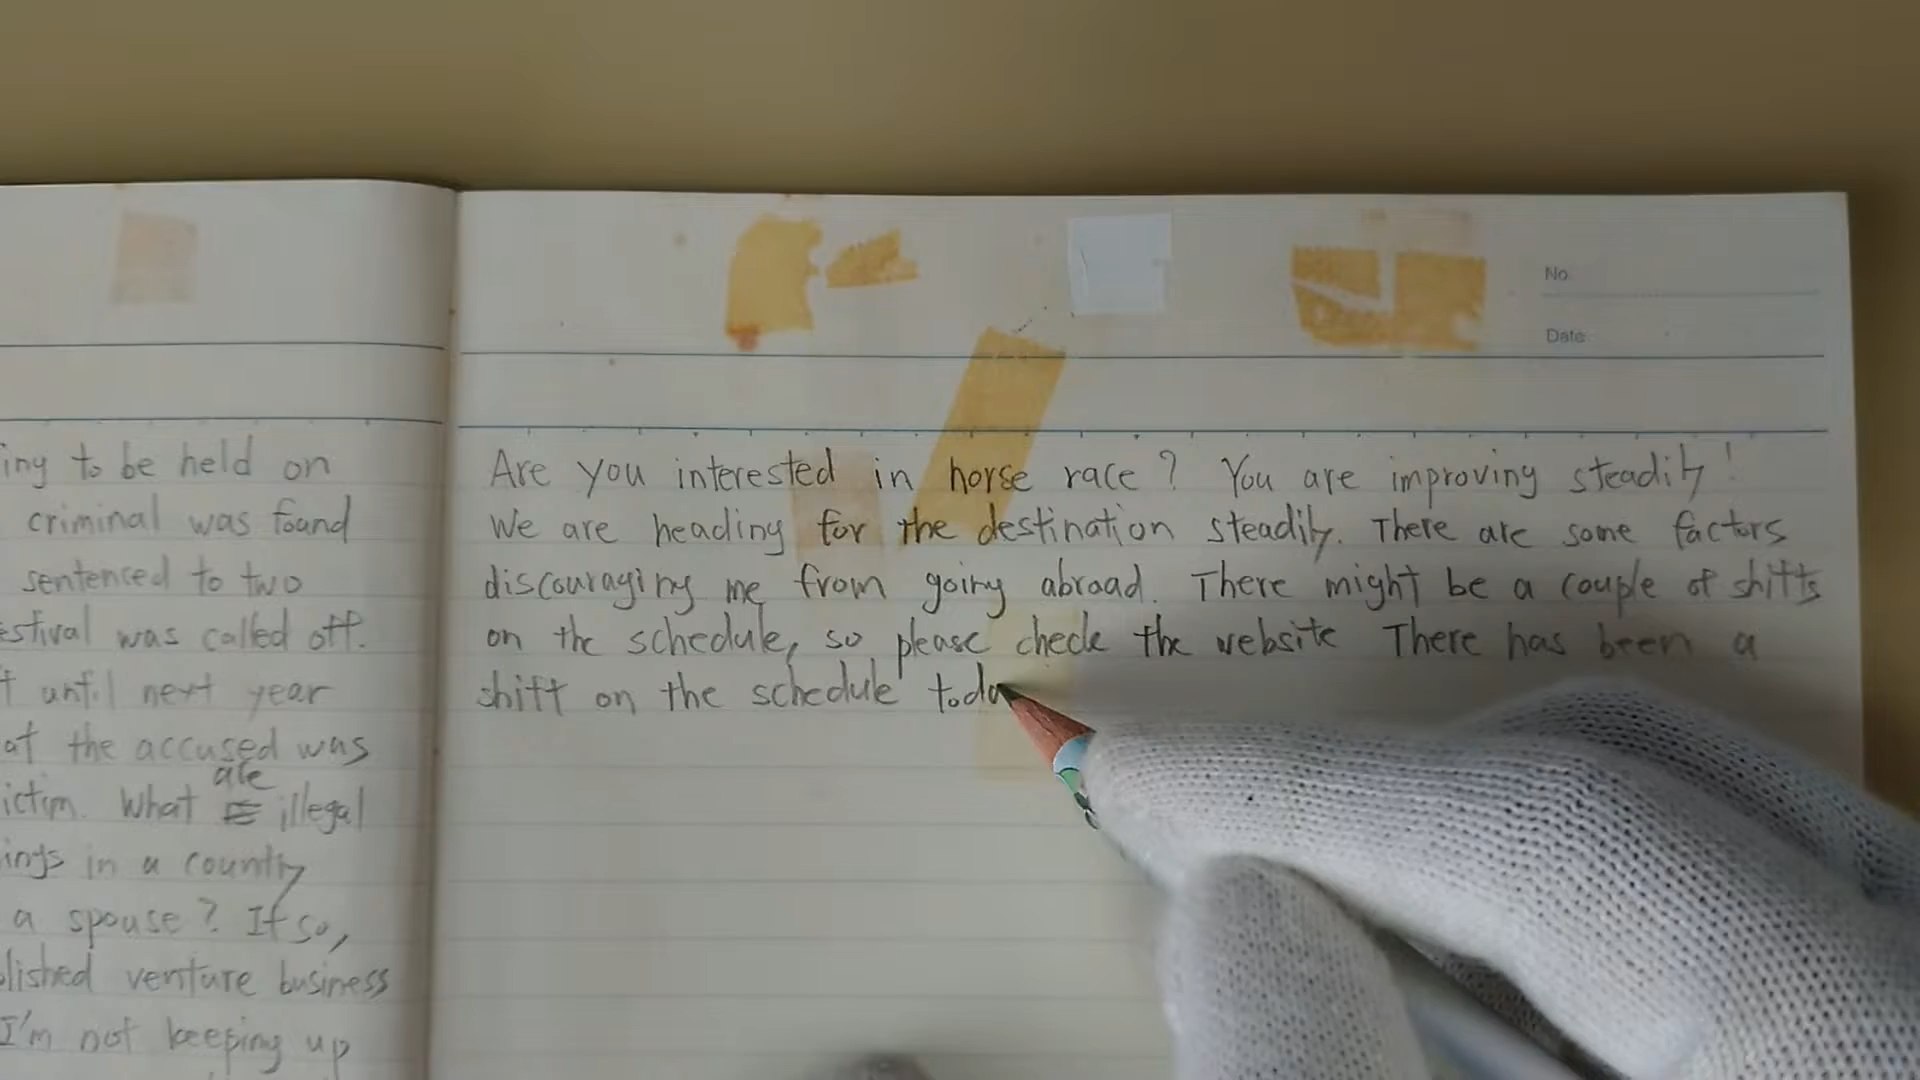 iny to be held on
criminal was found
sentenced to two
estival was called off.
t until next year
at the accused was
are
ictim. What illegal
ings in a country
a spouse? If so,
lished venture business
I'm not keeping up
No.
Date
Are you interested in horse race? You are improving steadily!
We are heading for the destination steadily. There are some factors
discouraging me from going abroad. There might be a couple of shifts
on the schedule, so please check the website There has been a
shift on the schedule toda